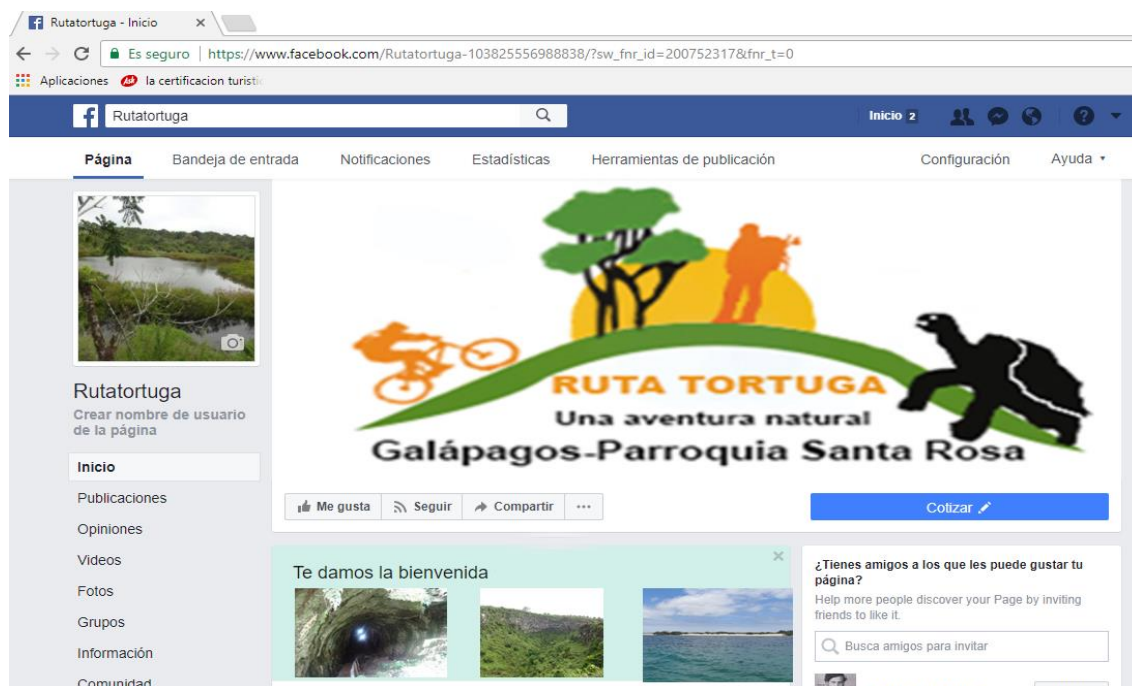 Rutatortuga - Inicio
Es seguro | https://www.facebook.com/Rutatortuga-103825556988838/?sw_fnr_id=200752317&fnr_t=0
Aplicaciones la certificacion turistic
Rutatortuga
Inicio 2
Página Bandeja de entrada Notificaciones Estadísticas Herramientas de publicación Configuración Ayuda
RUTA TORTUGA
Una aventura natural
Galápagos-Parroquia Santa Rosa
Rutatortuga
Crear nombre de usuario
de la página
Inicio
Publicaciones
Opiniones
Videos
Fotos
Grupos
Información
Comunidad
Me gusta Seguir Compartir ...
Cotizar
Te damos la bienvenida
¿Tienes amigos a los que les puede gustar tu
página?
Help more people discover your Page by inviting
friends to like it.
Busca amigos para invitar